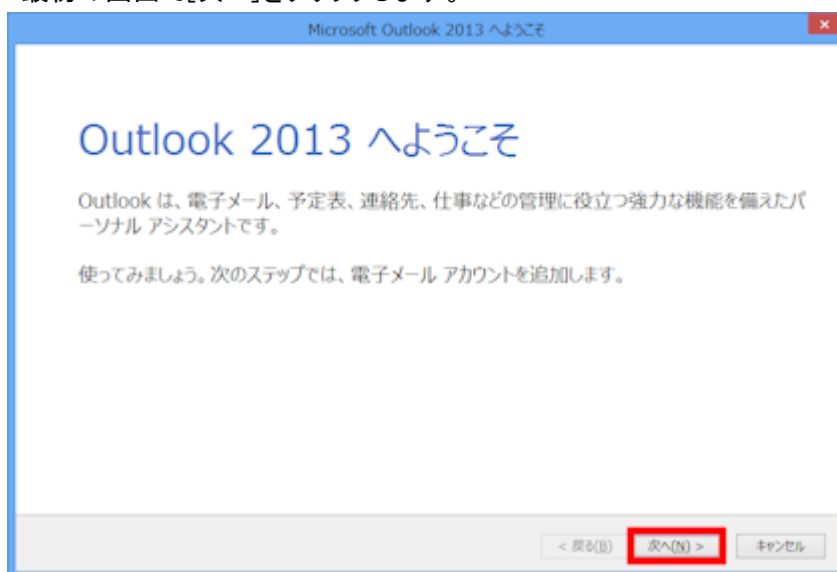 Microsoft Outlook 2013 へようこそ
Outlook 2013 へようこそ
Outlook は、電子メール、予定表、連絡先、仕事などの管理に役立つ強力な機能を備えたパ
ーソナル アシスタントです。
使ってみましょう。次のステップでは、電子メール アカウントを追加します。
< 戻る(B) 次へ(N) > キャンセル